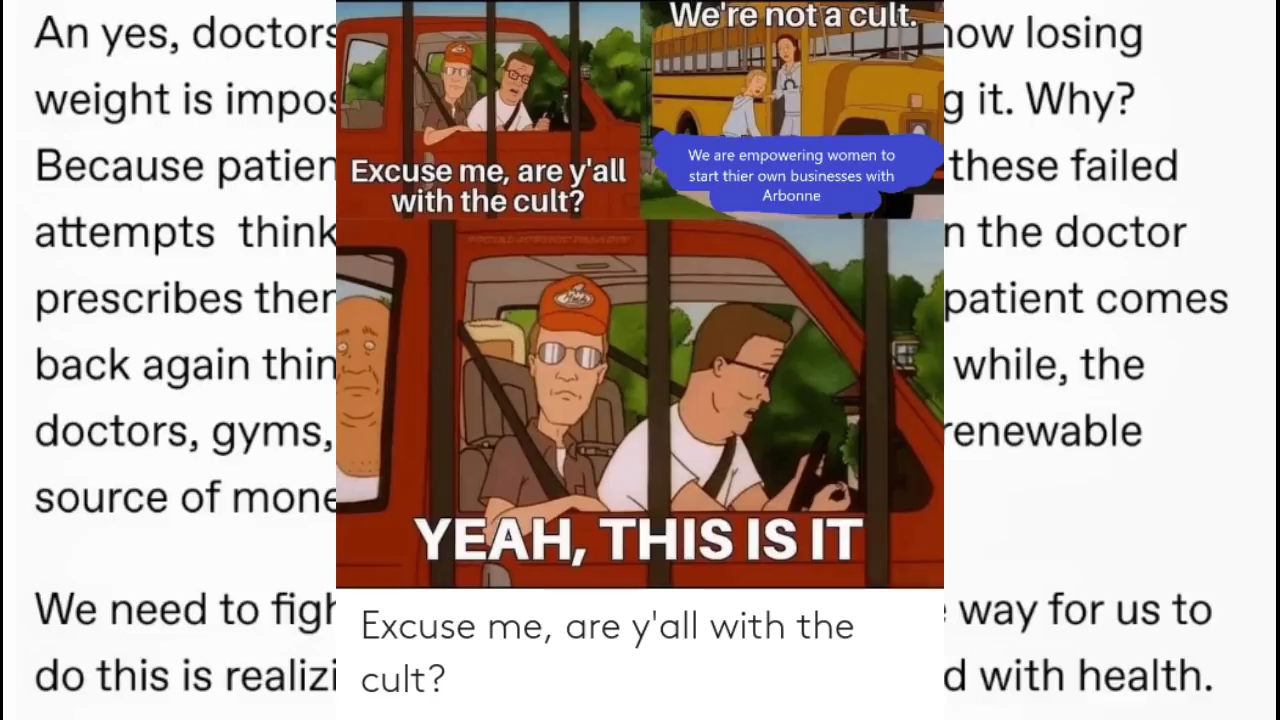 An yes, doctors
now losing
weight is impos
g it. Why?
Because patien
these failed
attempts think
n the doctor
prescribes ther
patient comes
back again thin
while, the
doctors, gyms,
renewable
source of mone
We need to figh
way for us to
do this is realizi
d with health.
Excuse me, are y'all
with the cult?
We're not a cult.
We are empowering women to
start thier own businesses with
Arbonne
YEAH, THIS IS IT
Excuse me, are y'all with the
cult?